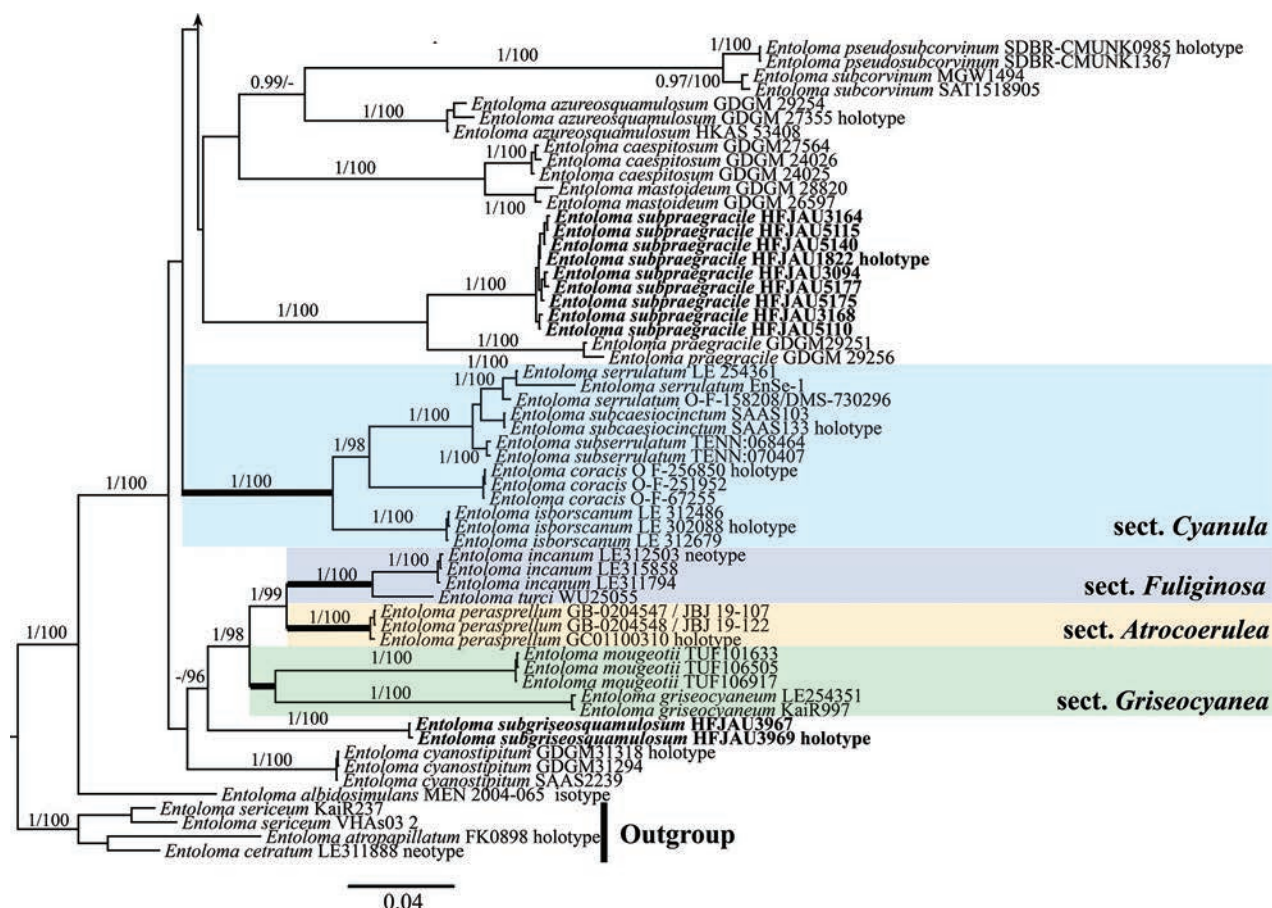 1/100
Entoloma pseudosubcorvinum SDBR-CMUNK0985 holotype
1/100
Entoloma pseudosubcorvinum SDBR-CMUNK1367
0.99/-
0.97/100
Entoloma subcorvinum MGW1494
Entoloma subcorvinum SAT1518905
Entoloma azureosquamulosum GDGM 29254
1/100
Entoloma azureosquamulosum GDGM 27355 holotype
Entoloma azureosquamulosum HKAS 53408
1/100
Entoloma caespitosum GDGM27564
Entoloma caespitosum GDGM 24026
1/100
Entoloma caespitosum GDGM 24025
Entoloma mastoideum GDGM 28820
1/100
Entoloma mastoideum GDGM 26597
Entoloma subpraegracile HFJAU3164
Entoloma subpraegracile HFJAU5115
Entoloma subpraegracile HFJAU5140
Entoloma subpraegracile HFJAU1822 holotype
Entoloma subpraegracile HFJAU3094
Entoloma subpraegracile HFJAU5177
Entoloma subpraegracile HFJAU5175
1/100
Entoloma subpraegracile HFJAU3168
Entoloma subpraegracile HFJAU5110
1/100
Entoloma praegracile GDGM29251
Entoloma praegracile GDGM 29256
1/100
Entoloma serrulatum LE 254361
1/100
Entoloma serrulatum EnSe-1
Entoloma serrulatum O-F-158208/DMS-730296
1/100
Entoloma subcaesiocinctum SAAS103
Entoloma subcaesiocinctum SAAS133 holotype
1/98
Entoloma subserrulatum TENN:068464
1/100
Entoloma subserrulatum TENN:070407
Entoloma coracis O F-256850 holotype
1/100
1/100
Entoloma coracis O-F-251952
Entoloma coracis O-F-67255
Entoloma isborscanum LE 312486
1/100
Entoloma isborscanum LE 302088 holotype
sect. Cyanula
Entoloma isborscanum LE 312679
1/100
Entoloma incanum LE312503 neotype
Entoloma incanum LE315858
1/100
Entoloma incanum LE311794
sect. Fuliginosa
1/99
Entoloma turci WU25055
Entoloma perasprellum GB-0204547 / JBJ 19-107
1/100
Entoloma perasprellum GB-0204548 / JBJ 19-122
sect. Atrocoerulea
1/100
Entoloma perasprellum GC01100310 holotype
1/98
Entoloma mougeotii TUF101633
1/100
Entoloma mougeotii TUF106505
-/96
Entoloma mougeotii TUF106917
1/100
Entoloma griseocyaneum LE254351
sect. Griseocyanea
Entoloma griseocyaneum KaiR997
1/100
Entoloma subgriseosquamulosum HFJAU3967
Entoloma subgriseosquamulosum HFJAU3969 holotype
Entoloma cyanostipitum GDGM31318 holotype
1/100
Entoloma cyanostipitum GDGM31294
Entoloma cyanostipitum SAAS2239
Entoloma albidosimulans MEN 2004-065 isotype
Entoloma sericeum KaiR237
1/100
Entoloma sericeum VHAs03 2
Entoloma atropapillatum FK0898 holotype
Outgroup
Entoloma cetratum LE311888 neotype
0.04